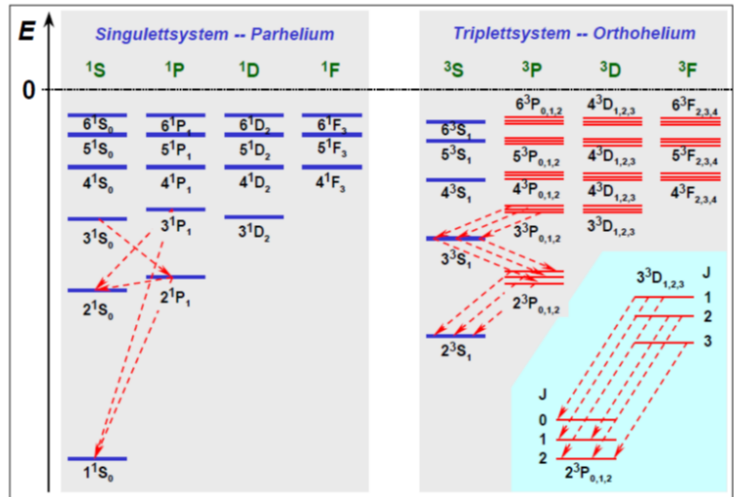 E
Singulettsystem -- Parhelium
Triplettsystem -- Orthohelium
¹S ¹P ¹D ¹F
³S ³P ³D ³F
0
6¹S₀ 6¹P₁ 6¹D₂ 6¹F₃
5¹S₀ 5¹P₁ 5¹D₂ 5¹F₃
4¹S₀ 4¹P₁ 4¹D₂ 4¹F₃
3¹S₀ 3¹P₁ 3¹D₂
2¹S₀ 2¹P₁
1¹S₀
6³P₀,₁,₂ 4³D₁,₂,₃ 6³F₂,₃,₄
6³S₁
5³S₁ 5³P₀,₁,₂ 4³D₁,₂,₃ 5³F₂,₃,₄
4³S₁ 4³P₀,₁,₂ 4³D₁,₂,₃ 4³F₂,₃,₄
3³S₁ 3³P₀,₁,₂ 3³D₁,₂,₃
2³S₁ 2³P₀,₁,₂
3³D₁,₂,₃ J
1
2
3
J
0
1
2
2³P₀,₁,₂